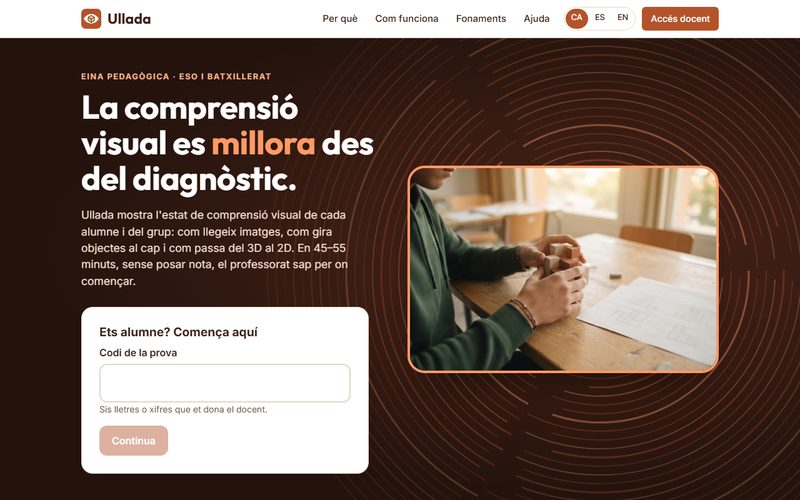 Ullada
Per què
Com funciona
Fonaments
Ajuda
CA
ES
EN
Accés docent
EINA PEDAGÒGICA · ESO I BATXILLERAT
La comprensió
visual es millora des
del diagnòstic.
Ullada mostra l'estat de comprensió visual de cada
alumne i del grup: com llegeix imatges, com gira
objectes al cap i com passa del 3D al 2D. En 45–55
minuts, sense posar nota, el professorat sap per on
començar.
Ets alumne? Comença aquí
Codi de la prova
Sis lletres o xifres que et dona el docent.
Continua